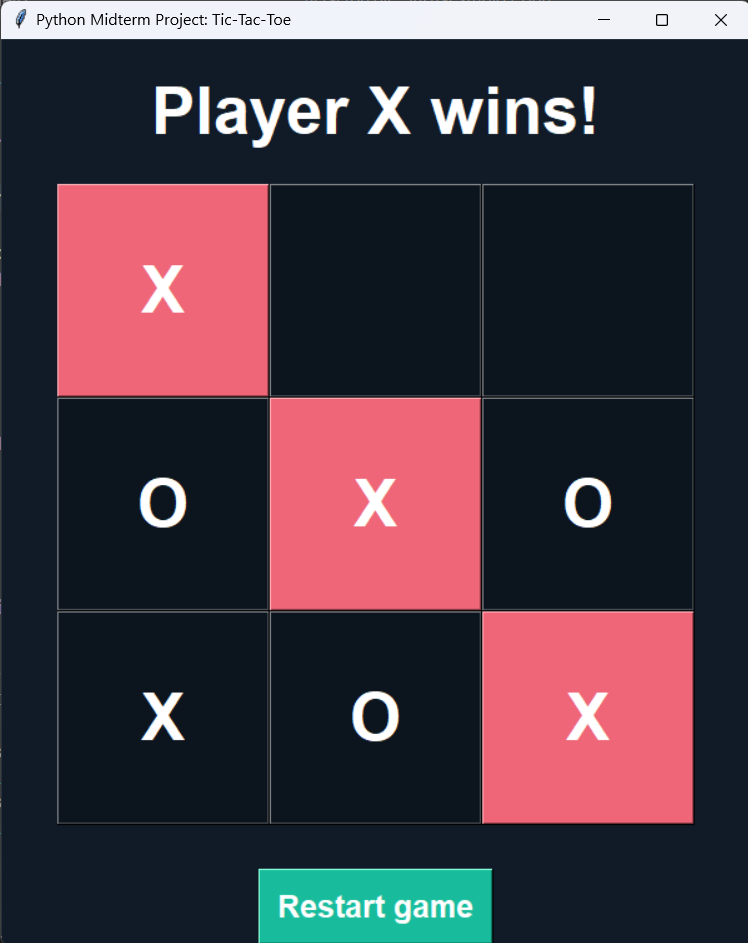 Python Midterm Project: Tic-Tac-Toe
Player X wins!
X
O X O
X O X
Restart game